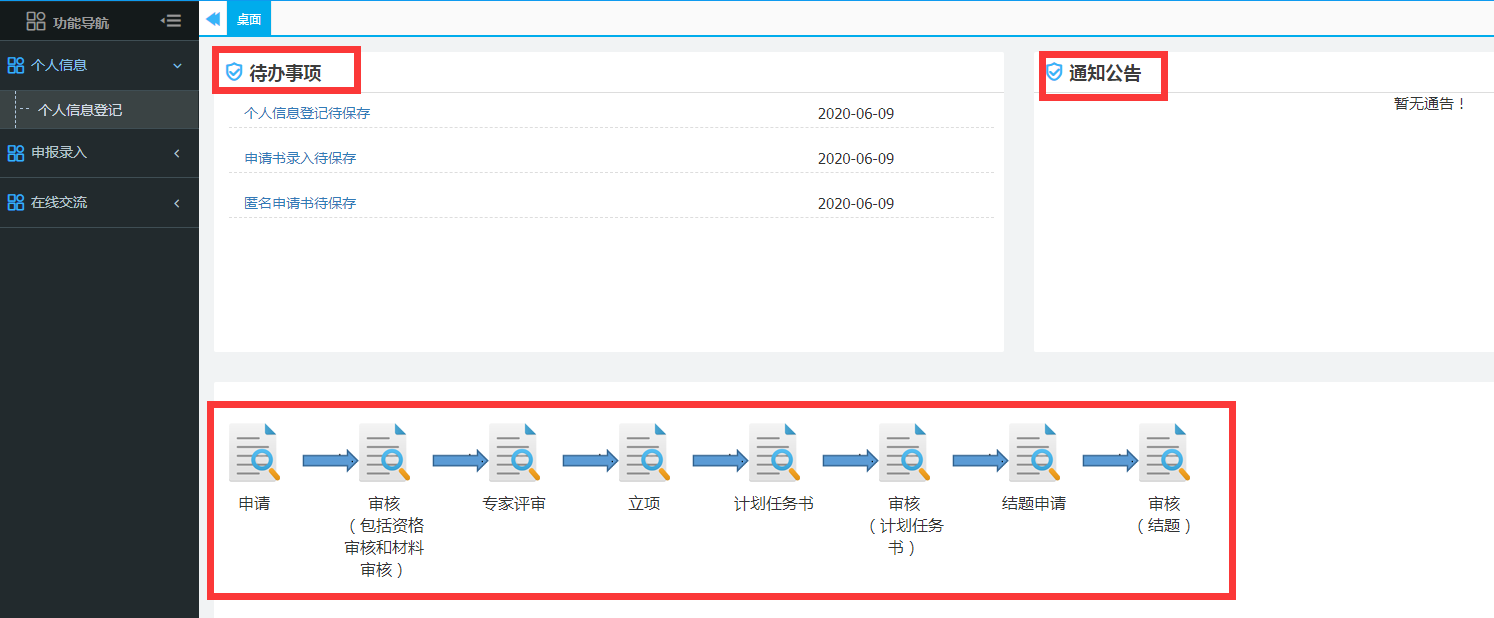 功能导航
桌面
个人信息
个人信息登记
申报录入
在线交流
待办事项
个人信息登记待保存 2020-06-09
申请书录入待保存 2020-06-09
匿名申请书待保存 2020-06-09
通知公告
暂无通告！
申请
审核
（包括资格
审核和材料
审核）
专家评审
立项
计划任务书
审核
（计划任务
书）
结题申请
审核
（结题）